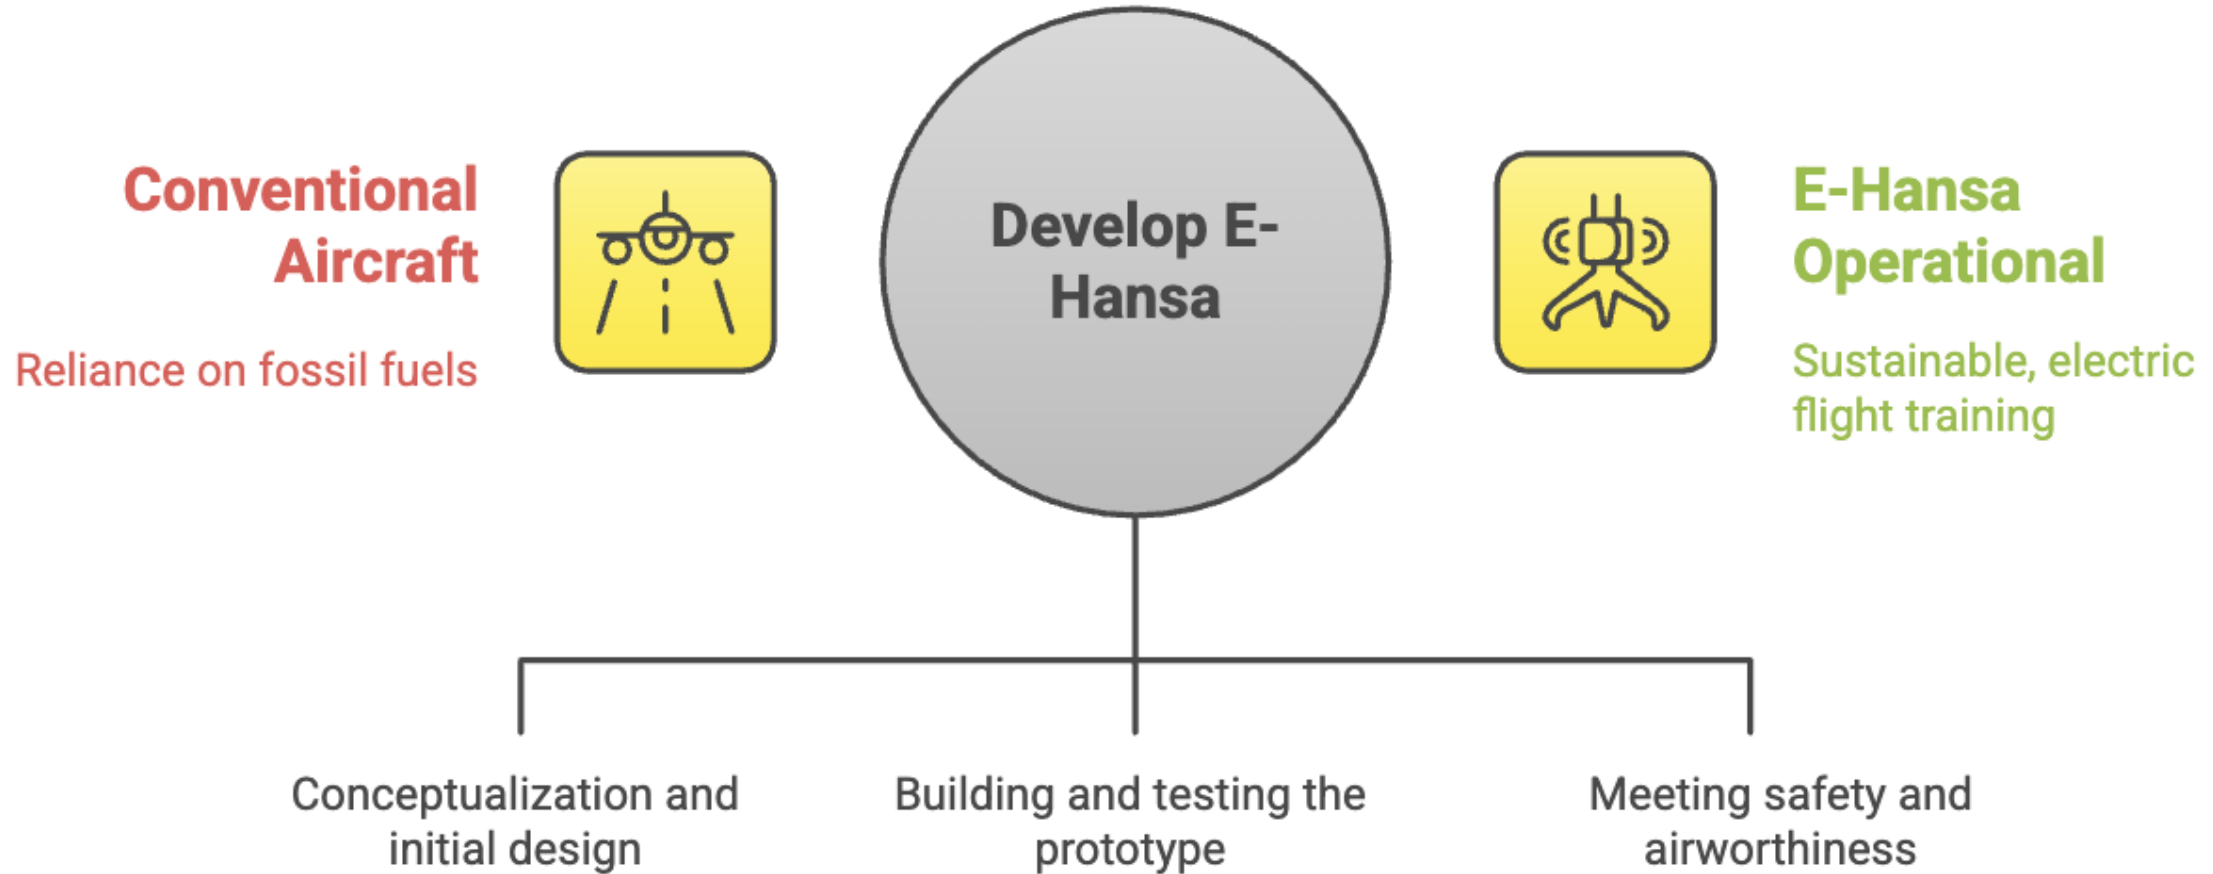 Conventional
Aircraft
Reliance on fossil fuels
Develop E-
Hansa
E-Hansa
Operational
Sustainable, electric
flight training
Conceptualization and
initial design
Building and testing the
prototype
Meeting safety and
airworthiness